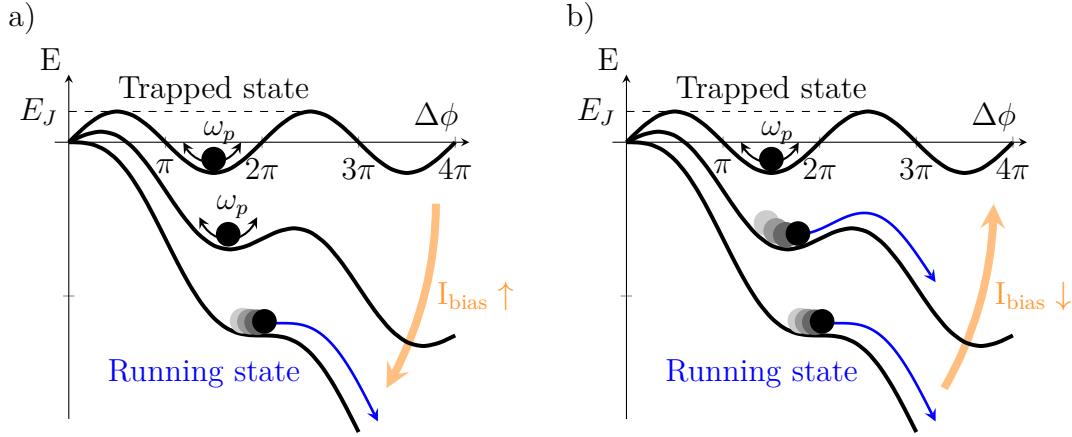 a)
E
Trapped state
E_J
Δϕ
ω_p
π
2π
3π
4π
ω_p
I_bias ↑
Running state
b)
E
Trapped state
E_J
Δϕ
ω_p
π
2π
3π
4π
I_bias ↓
Running state